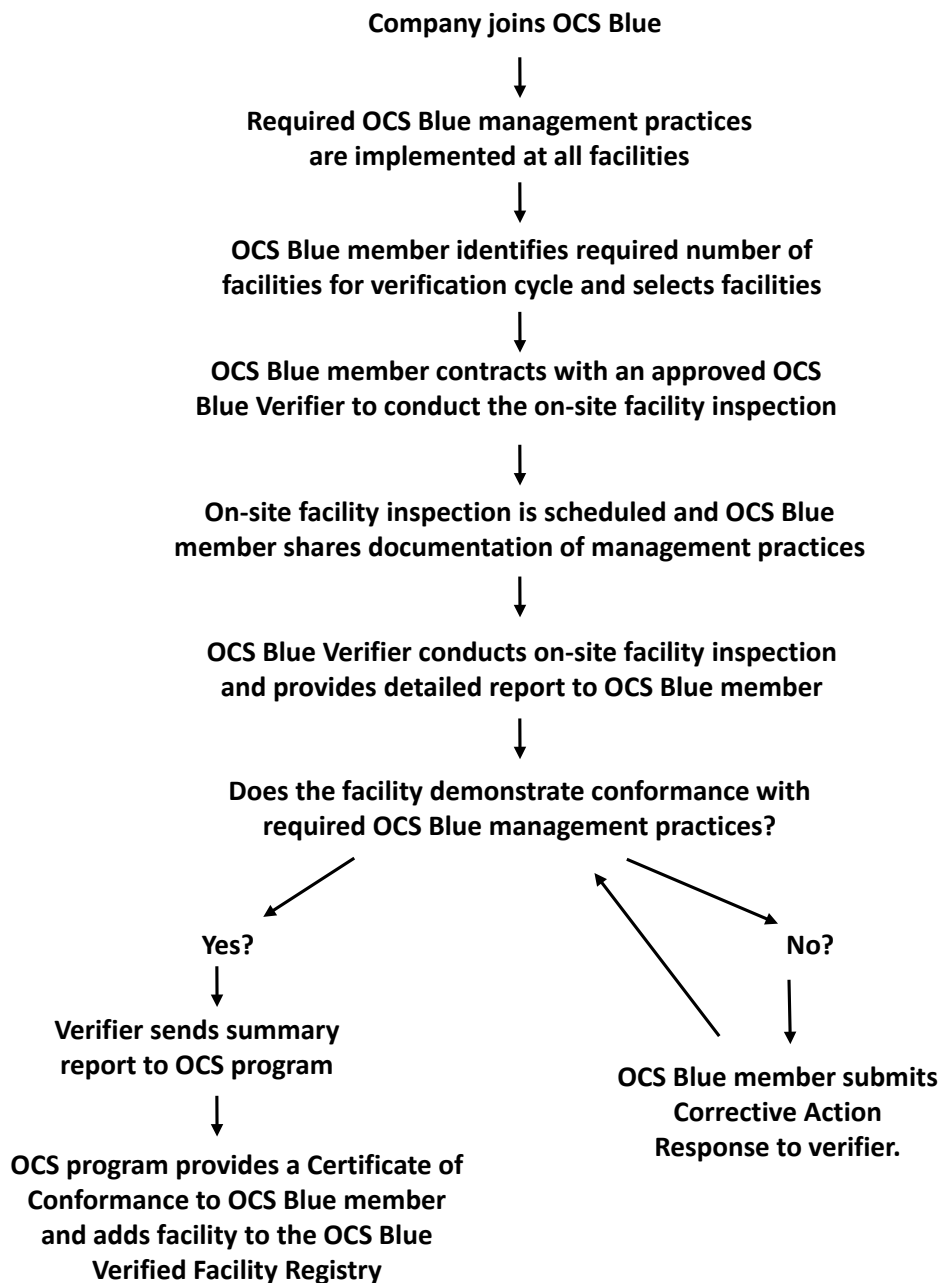 Company joins OCS Blue
Required OCS Blue management practices
are implemented at all facilities
OCS Blue member identifies required number of
facilities for verification cycle and selects facilities
OCS Blue member contracts with an approved OCS
Blue Verifier to conduct the on-site facility inspection
On-site facility inspection is scheduled and OCS Blue
member shares documentation of management practices
OCS Blue Verifier conducts on-site facility inspection
and provides detailed report to OCS Blue member
Does the facility demonstrate conformance with
required OCS Blue management practices?
Yes?
Verifier sends summary
report to OCS program
OCS program provides a Certificate of
Conformance to OCS Blue member
and adds facility to the OCS Blue
Verified Facility Registry
No?
OCS Blue member submits
Corrective Action
Response to verifier.